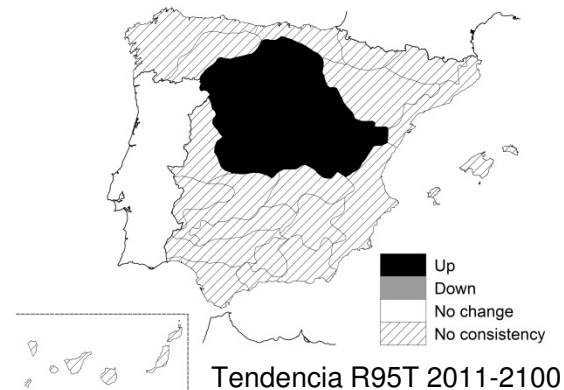 Up
Down
No change
No consistency
Tendencia R95T 2011-2100